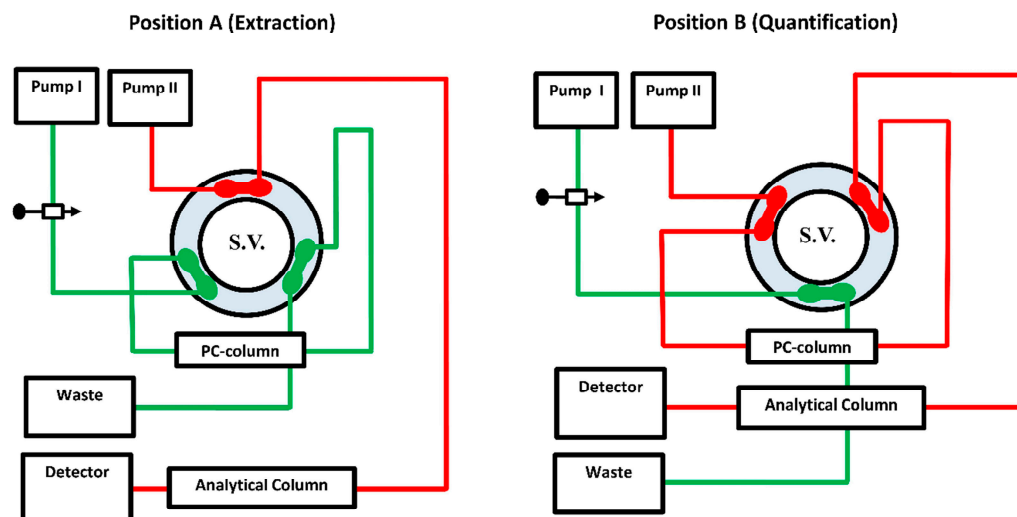 Position A (Extraction)
Pump I
Pump II
S.V.
PC-column
Waste
Detector
Analytical Column
Position B (Quantification)
Pump I
Pump II
S.V.
PC-column
Detector
Analytical Column
Waste